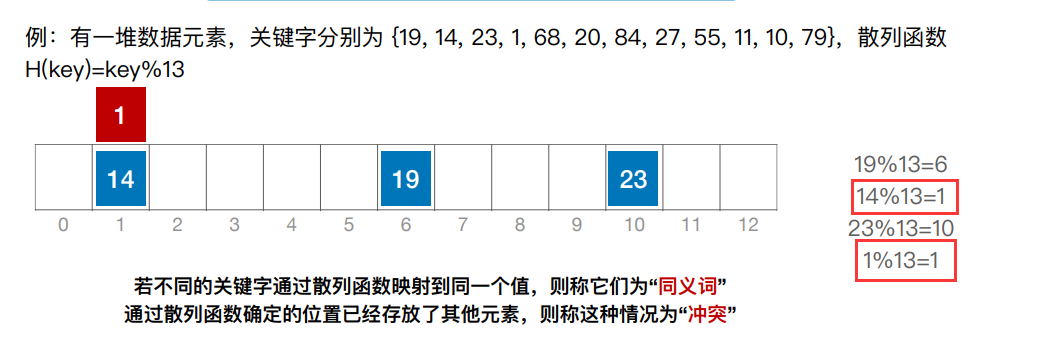 例：有一堆数据元素，关键字分别为 {19, 14, 23, 1, 68, 20, 84, 27, 55, 11, 10, 79}，散列函数
H(key)=key%13
1
14 19 23
0 1 2 3 4 5 6 7 8 9 10 11 12
19%13=6
14%13=1
23%13=10
1%13=1
若不同的关键字通过散列函数映射到同一个值，则称它们为“同义词”
通过散列函数确定的位置已经存放了其他元素，则称这种情况为“冲突”